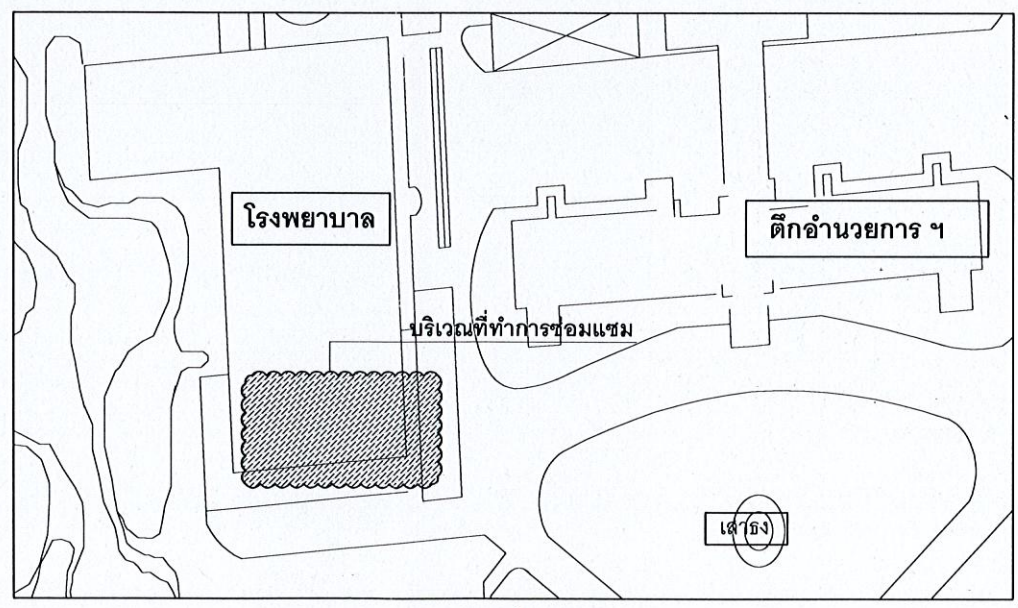 โรงพยาบาล
ตึกอำนวยการ ฯ
บริเวณที่ทำการซ่อมแซม
เสาธง